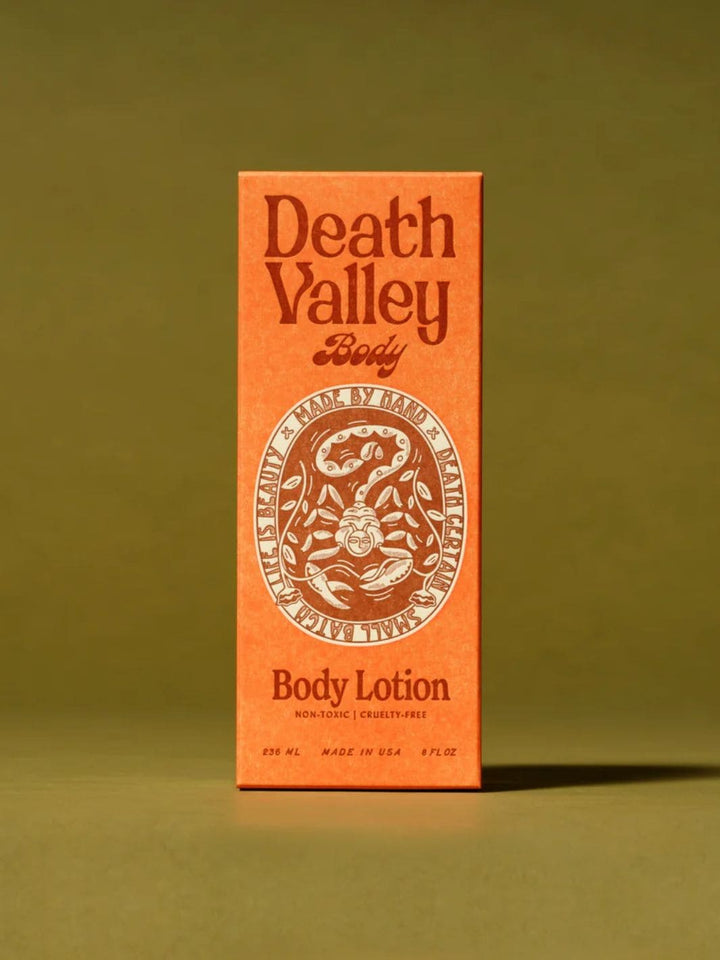 Death
Valley
Body
MADE BY HAND
DEATH CERTAIN
SMALL BATCH
LIFE IS BEAUTY
Body Lotion
NON-TOXIC | CRUELTY-FREE
236 ML MADE IN USA 8 FL OZ